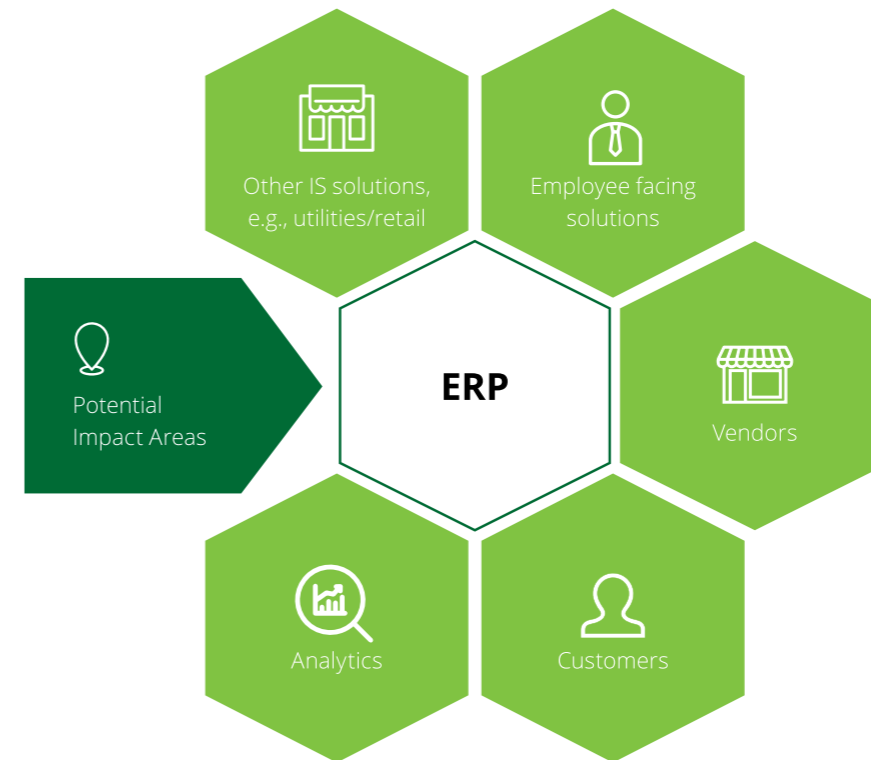 Other IS solutions,
e.g., utilities/retail
Employee facing
solutions
Potential
Impact Areas
ERP
Vendors
Analytics
Customers